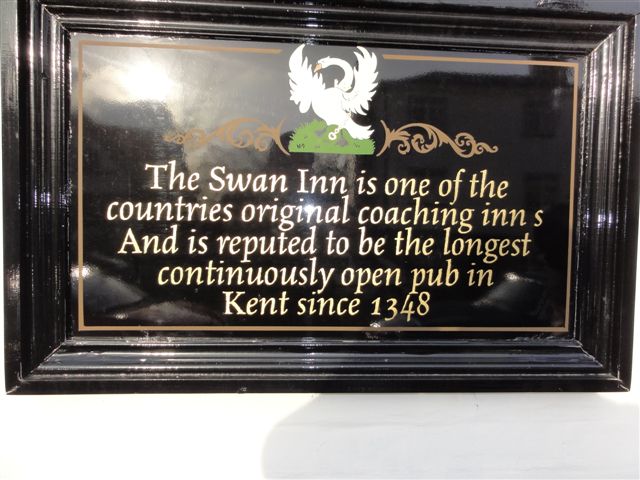 The Swan Inn is one of the
countries original coaching inn s
And is reputed to be the longest
continuously open pub in
Kent since 1348